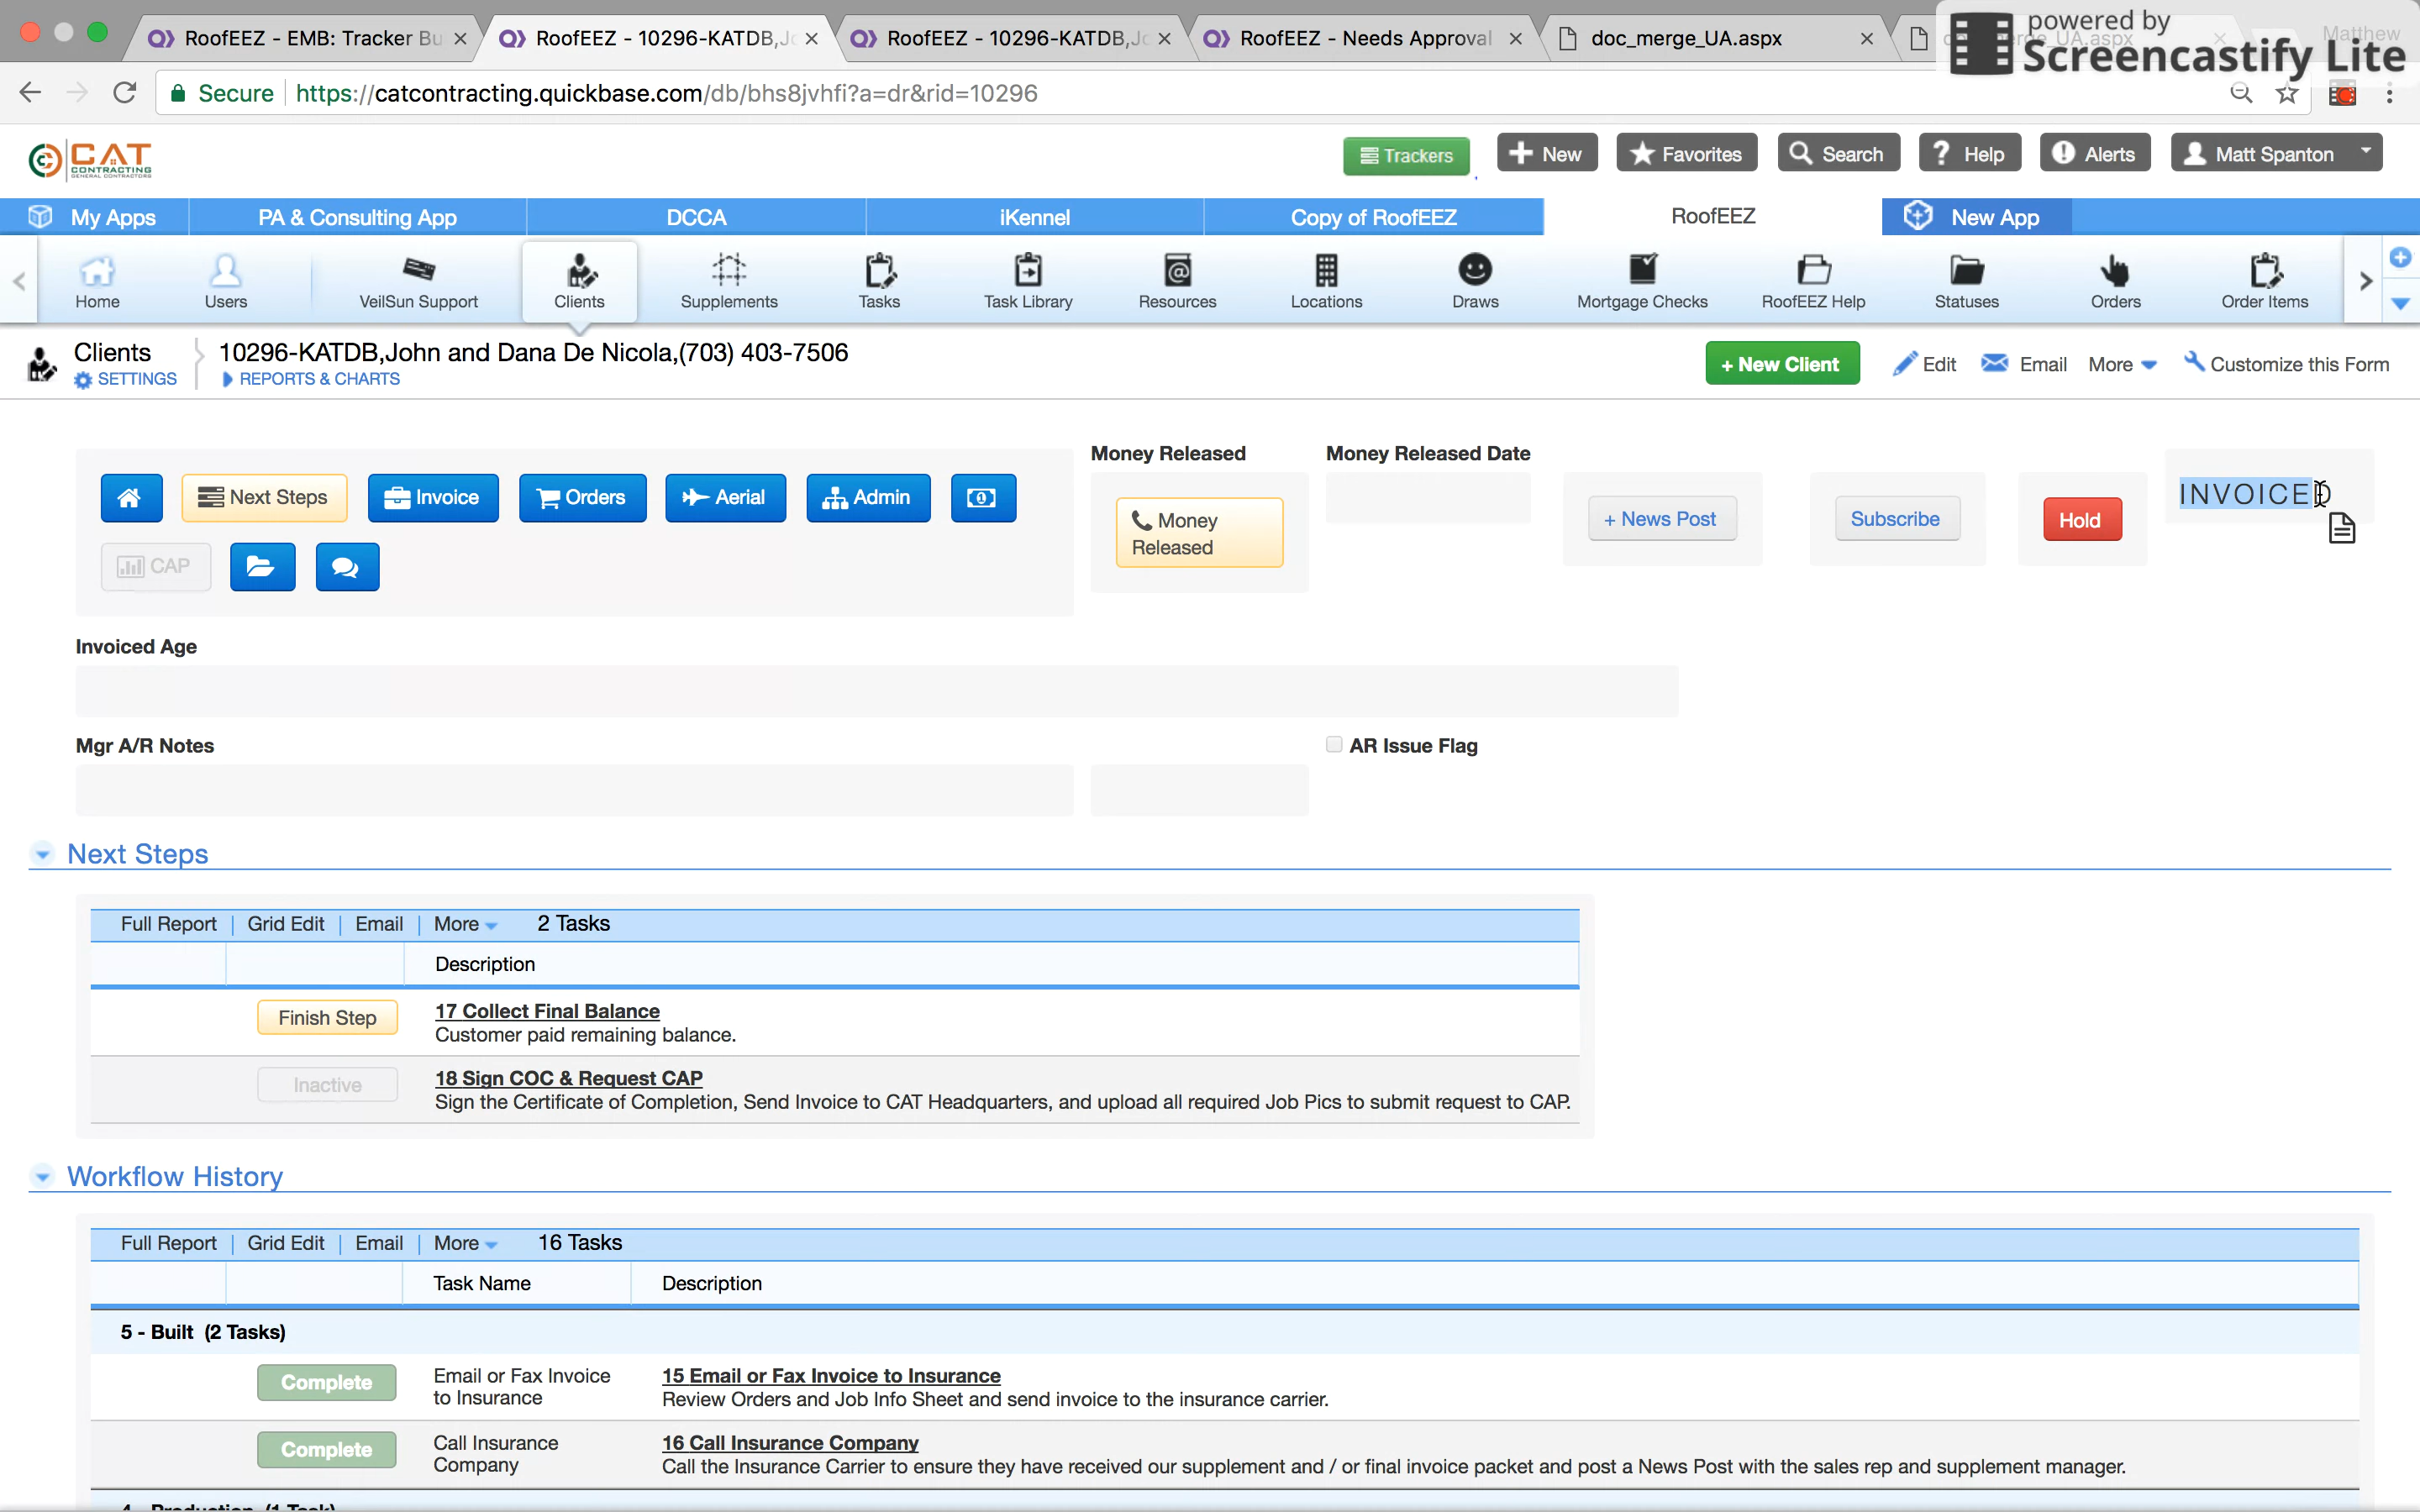 RoofEEZ - EMB: Tracker Bu
RoofEEZ - 10296-KATDB,Jo
RoofEEZ - 10296-KATDB,Jo
RoofEEZ - Needs Approval
doc_merge_UA.aspx
powered by
Screencastify Lite
Matthew
Secure
https://catcontracting.quickbase.com/db/bhs8jvhfi?a=dr&rid=10296
CAT
CONTRACTING
GENERAL CONTRACTORS
Trackers
New
Favorites
Search
Help
Alerts
Matt Spanton
My Apps
PA & Consulting App
DCCA
iKennel
Copy of RoofEEZ
RoofEEZ
New App
Home
Users
VeilSun Support
Clients
Supplements
Tasks
Task Library
Resources
Locations
Draws
Mortgage Checks
RoofEEZ Help
Statuses
Orders
Order Items
Clients
SETTINGS
10296-KATDB,John and Dana De Nicola,(703) 403-7506
REPORTS & CHARTS
+ New Client
Edit
Email
More
Customize this Form
Next Steps
Invoice
Orders
Aerial
Admin
CAP
Money Released
Money
Released
Money Released Date
+ News Post
Subscribe
Hold
INVOICED
Invoiced Age
Mgr A/R Notes
AR Issue Flag
Next Steps
Full Report | Grid Edit | Email | More 2 Tasks
Description
Finish Step
17 Collect Final Balance
Customer paid remaining balance.
Inactive
18 Sign COC & Request CAP
Sign the Certificate of Completion, Send Invoice to CAT Headquarters, and upload all required Job Pics to submit request to CAP.
Workflow History
Full Report | Grid Edit | Email | More 16 Tasks
Task Name
Description
5 - Built (2 Tasks)
Complete
Email or Fax Invoice
to Insurance
15 Email or Fax Invoice to Insurance
Review Orders and Job Info Sheet and send invoice to the insurance carrier.
Complete
Call Insurance
Company
16 Call Insurance Company
Call the Insurance Carrier to ensure they have received our supplement and / or final invoice packet and post a News Post with the sales rep and supplement manager.
4 - Production (1 Task)